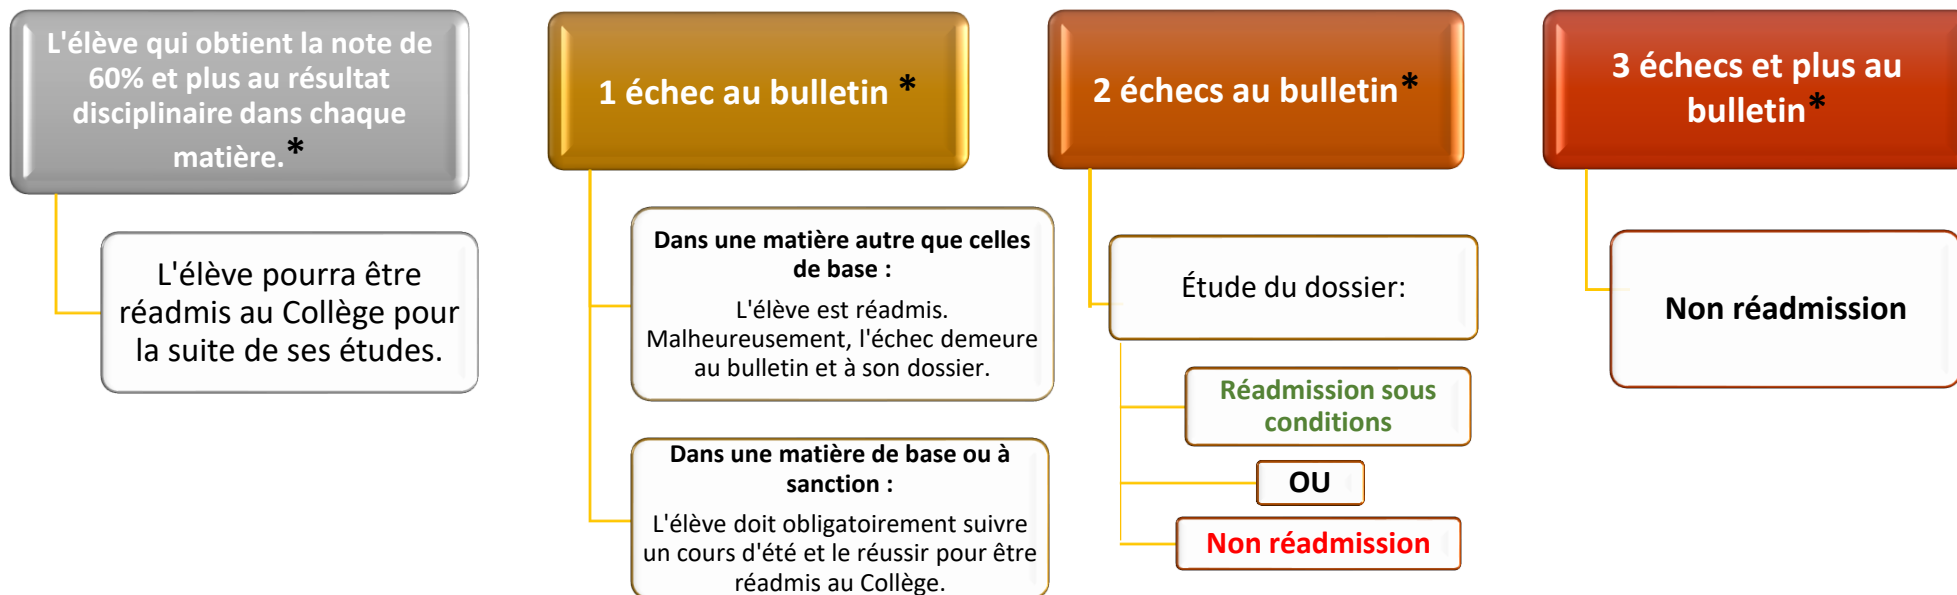 L'élève qui obtient la note de
60% et plus au résultat
disciplinaire dans chaque
matière.*
L'élève pourra être
réadmis au Collège pour
la suite de ses études.
1 échec au bulletin *
Dans une matière autre que celles
de base :
L'élève est réadmis.
Malheureusement, l'échec demeure
au bulletin et à son dossier.
Dans une matière de base ou à
sanction :
L'élève doit obligatoirement suivre
un cours d'été et le réussir pour être
réadmis au Collège.
2 échecs au bulletin*
Étude du dossier:
Réadmission sous
conditions
OU
Non réadmission
3 échecs et plus au
bulletin*
Non réadmission